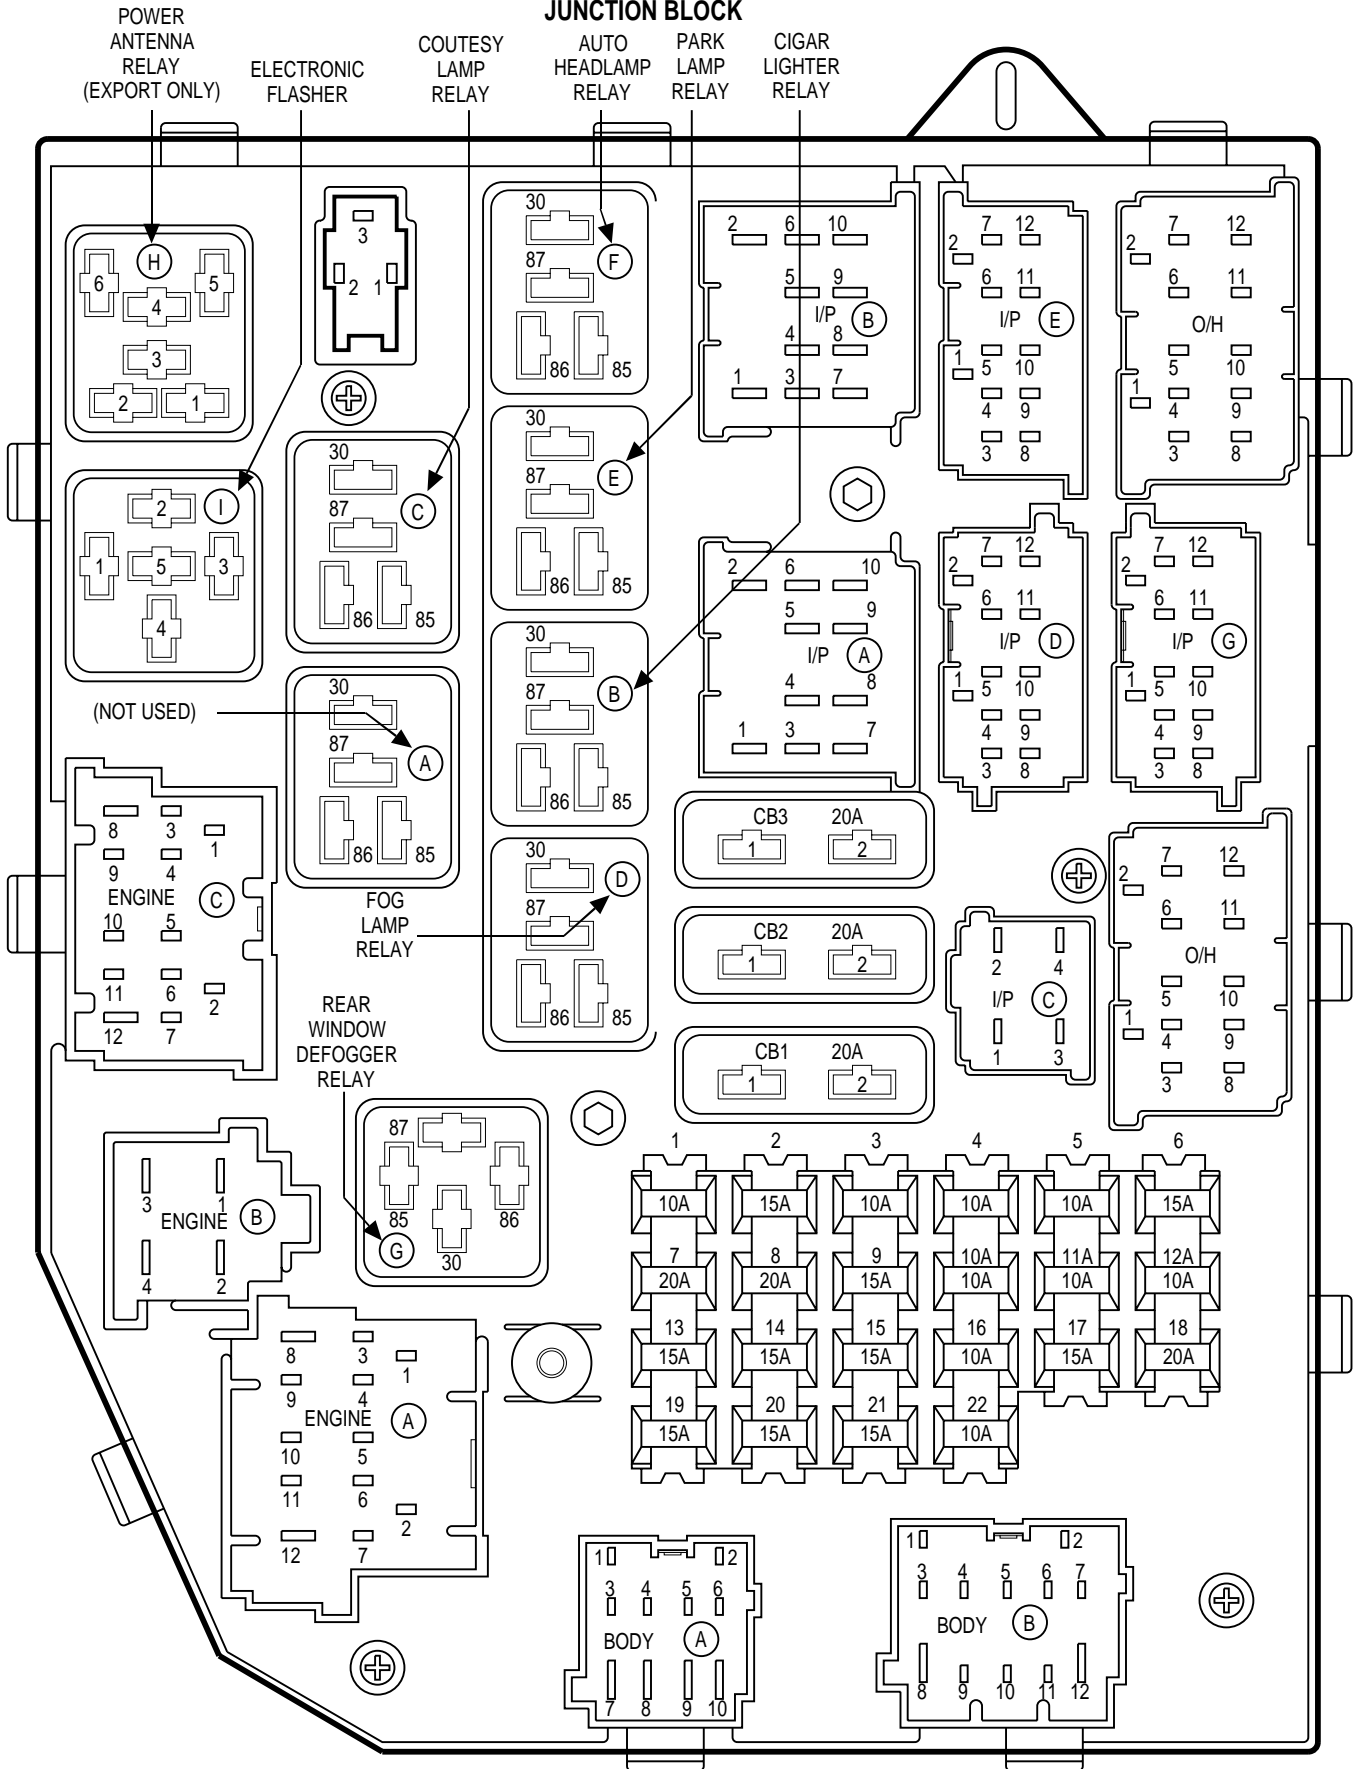 JUNCTION BLOCK
POWER
ANTENNA
RELAY
(EXPORT ONLY)
ELECTRONIC
FLASHER
COUTESY
LAMP
RELAY
AUTO
HEADLAMP
RELAY
PARK
LAMP
RELAY
CIGAR
LIGHTER
RELAY
H
6 5
4
3
2 1
3
2 1
30
87
F
86 85
2 6 10
5 9
I/P B
4 8
1 3 7
7 12
2
6 11
I/P E
1 5 10
4 9
3 8
7 12
2
6 11
O/H
5 10
1 4 9
3 8
2 I
1 5 3
4
30
87 C
86 85
30
87 E
86 85
2 6 10
5 9
I/P A
4 8
1 3 7
7 12
2
6 11
I/P D
1 5 10
4 9
3 8
7 12
2
6 11
I/P G
1 5 10
4 9
3 8
(NOT USED)
30
87 A
86 85
30
87 B
86 85
8 3 1
9 4
ENGINE C
10 5
11 6 2
12 7
FOG
LAMP
RELAY
30
D
87
86 85
CB3 20A
1 2
CB2 20A
1 2
CB1 20A
1 2
2 4
I/P C
1 3
7 12
2
6 11
O/H
5 10
1 4 9
3 8
REAR
WINDOW
DEFOGGER
RELAY
87
85 86
G 30
3 1
ENGINE B
4 2
1 2 3 4 5 6
10A 15A 10A 10A 10A 15A
7 8 9 10A 11A 12A
20A 20A 15A 10A 10A 10A
13 14 15 16 17 18
15A 15A 15A 10A 15A 20A
19 20 21 22
15A 15A 15A 10A
8 3 1
9 4
ENGINE A
10 5
11 6
2
12 7
1 2
3 4 5 6
BODY A
7 8 9 10
1 2
3 4 5 6 7
BODY B
8 9 10 11 12